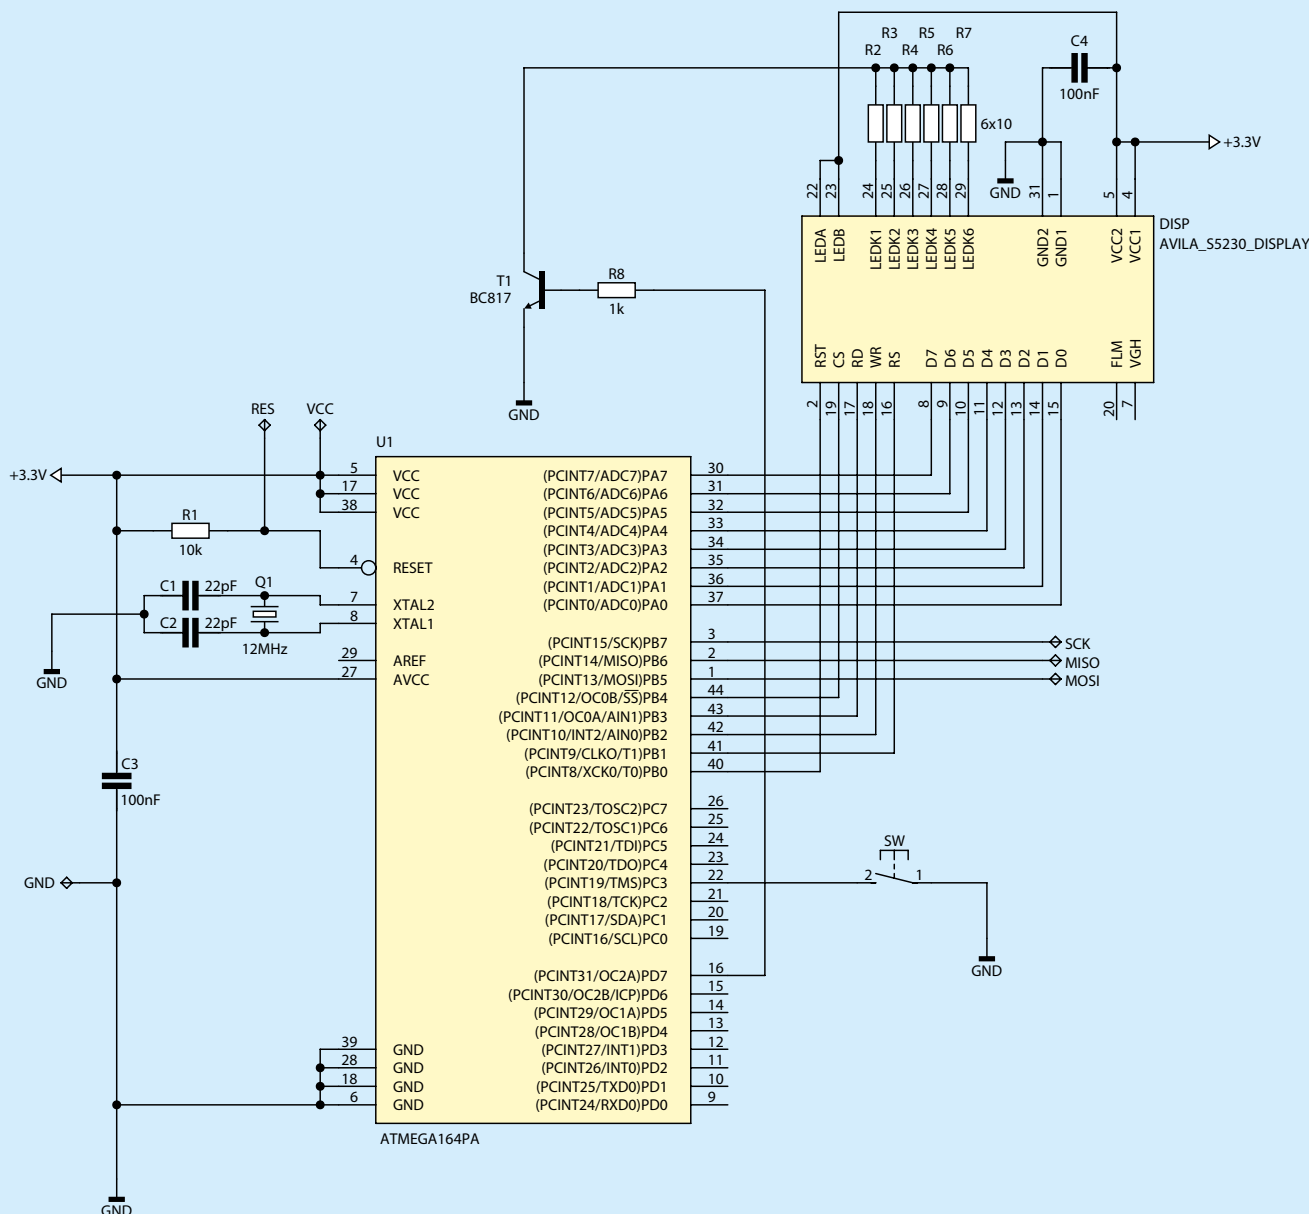 R3 R5 R7
R2 R4 R6
C4
100nF
6x10
+3.3V
GND
22 23 24 25 26 27 28 29 31 1 5 4
DISP
AVILA_S5230_DISPLAY
LEDA LEDB LEDK1 LEDK2 LEDK3 LEDK4 LEDK5 LEDK6 GND2 GND1 VCC2 VCC1
RST CS RD WR RS D7 D6 D5 D4 D3 D2 D1 D0 FLM VGH
2 19 17 18 16 8 9 10 11 12 13 14 15 20 7
T1
BC817
R8
1k
GND
RES VCC
U1
+3.3V
5 VCC (PCINT7/ADC7)PA7 30
17 VCC (PCINT6/ADC6)PA6 31
38 VCC (PCINT5/ADC5)PA5 32
R1
10k
(PCINT4/ADC4)PA4 33
(PCINT3/ADC3)PA3 34
4 RESET (PCINT2/ADC2)PA2 35
C1 22pF Q1
(PCINT1/ADC1)PA1 36
7 XTAL2 (PCINT0/ADC0)PA0 37
C2 22pF
8 XTAL1
12MHz
(PCINT15/SCK)PB7 3 SCK
29 AREF (PCINT14/MISO)PB6 2 MISO
27 AVCC (PCINT13/MOSI)PB5 1 MOSI
GND
(PCINT12/OC0B/SS)PB4 44
(PCINT11/OC0A/AIN1)PB3 43
(PCINT10/INT2/AIN0)PB2 42
(PCINT9/CLKO/T1)PB1 41
(PCINT8/XCK0/T0)PB0 40
C3
100nF
(PCINT23/TOSC2)PC7 26
(PCINT22/TOSC1)PC6 25
(PCINT21/TDI)PC5 24
(PCINT20/TDO)PC4 23
(PCINT19/TMS)PC3 22
(PCINT18/TCK)PC2 21
(PCINT17/SDA)PC1 20
(PCINT16/SCL)PC0 19
SW
2 1
GND
GND
(PCINT31/OC2A)PD7 16
(PCINT30/OC2B/ICP)PD6 15
(PCINT29/OC1A)PD5 14
(PCINT28/OC1B)PD4 13
39 GND (PCINT27/INT1)PD3 12
28 GND (PCINT26/INT0)PD2 11
18 GND (PCINT25/TXD0)PD1 10
6 GND (PCINT24/RXD0)PD0 9
ATMEGA164PA
GND